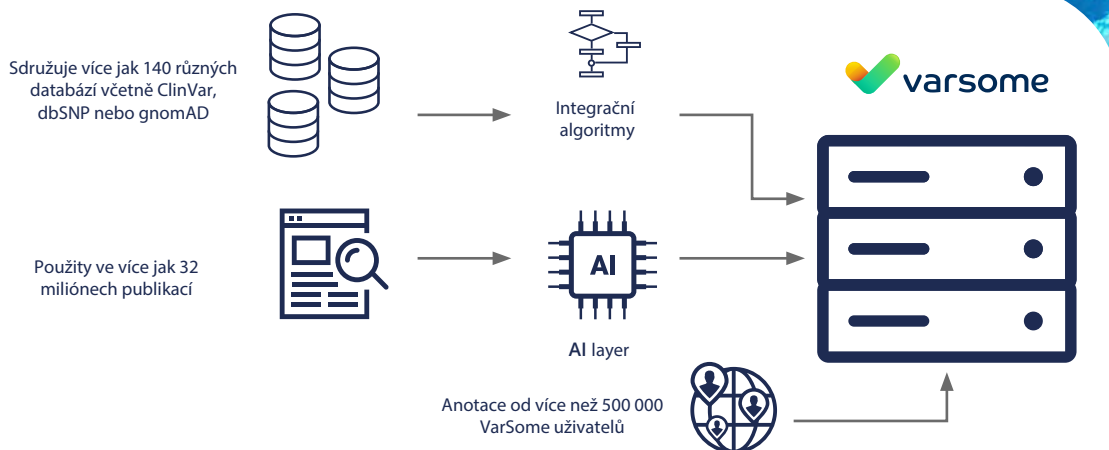 Sdružuje více jak 140 různých
databází včetně ClinVar,
dbSNP nebo gnomAD
Integrační
algoritmy
varsome
Použity ve více jak 32
miliónech publikací
AI
AI layer
Anotace od více než 500 000
VarSome uživatelů